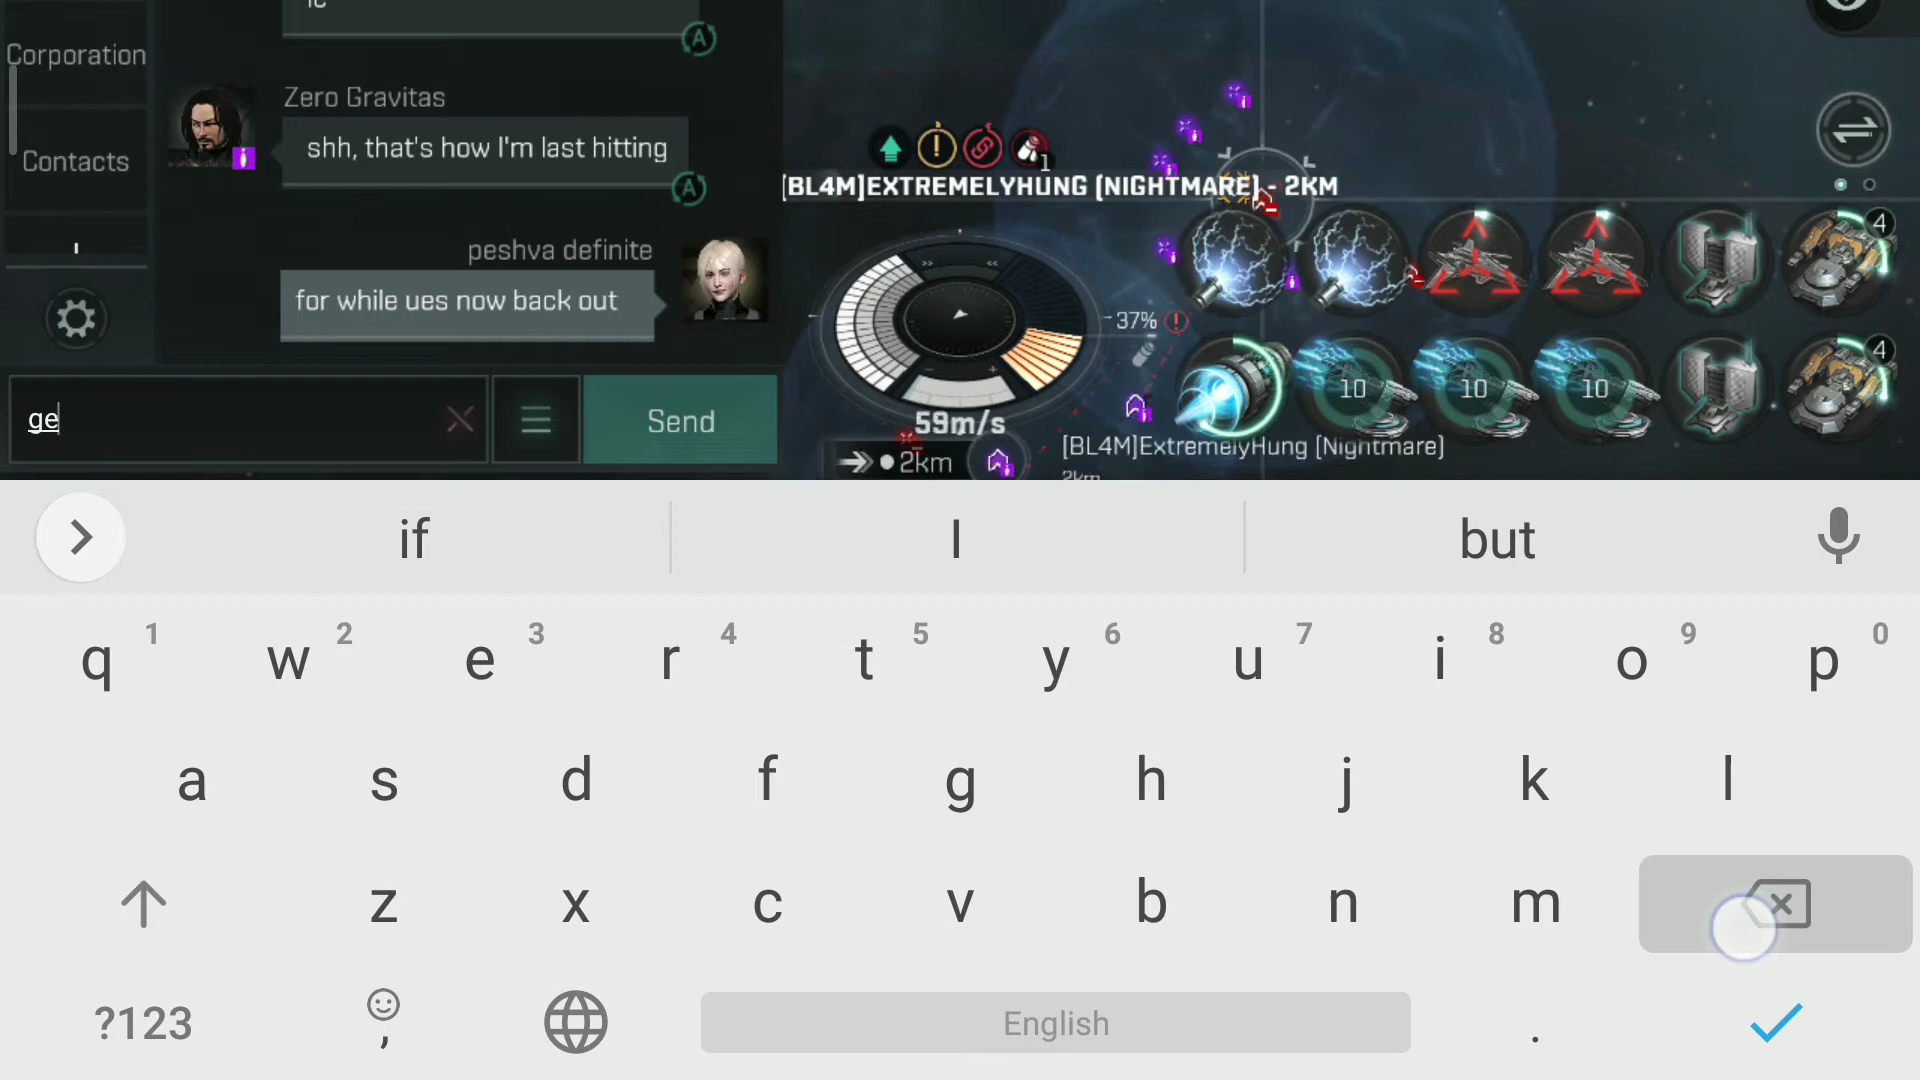 Corporation
Contacts
Zero Gravitas
shh, that's how I'm last hitting
peshva definite
for while ues now back out
ge
Send
[BL4M]EXTREMELYHUNG [NIGHTMARE] - 2KM
1
37%
59m/s
2km
[BL4M]ExtremelyHung [Nightmare]
2km
4
10
10
10
4
if
I
but
q 1 w 2 e 3 r 4 t 5 y 6 u 7 i 8 o 9 p 0
a s d f g h j k l
z x c v b n m
?123 , English .